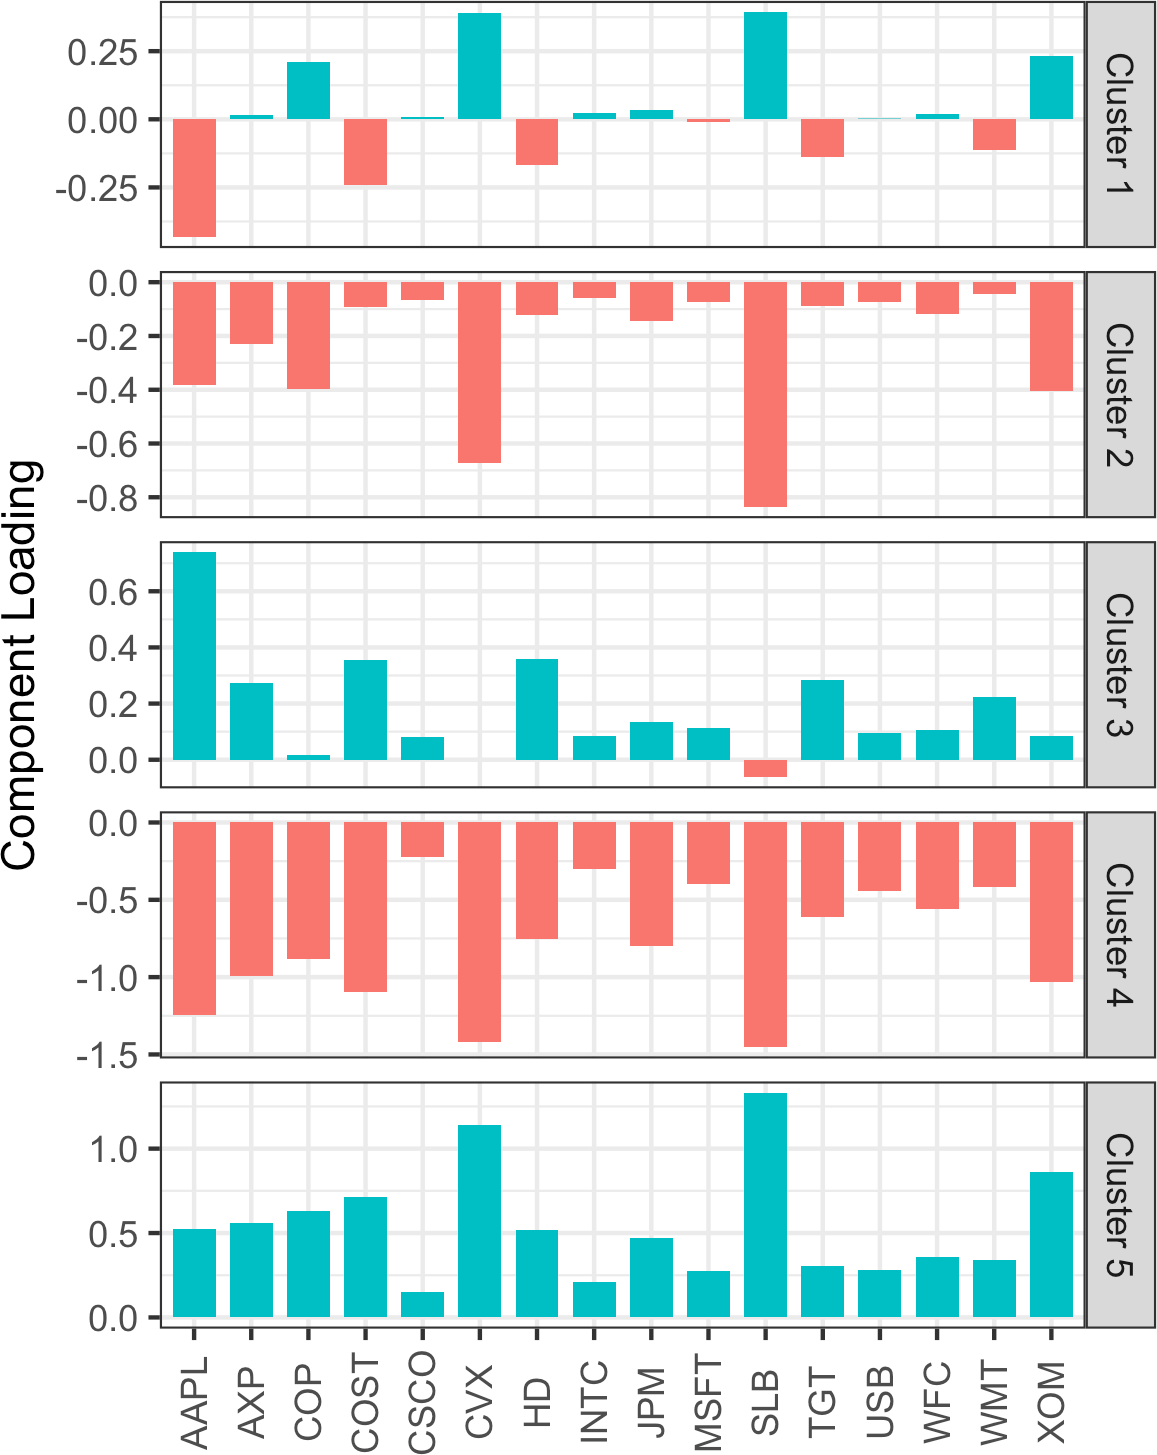 Component Loading
0.25
0.00
-0.25
Cluster 1
0.0
-0.2
-0.4
-0.6
-0.8
Cluster 2
0.6
0.4
0.2
0.0
Cluster 3
0.0
-0.5
-1.0
-1.5
Cluster 4
1.0
0.5
0.0
Cluster 5
AAPL AXP COP COST CSCO CVX HD INTC JPM MSFT SLB TGT USB WFC WMT XOM